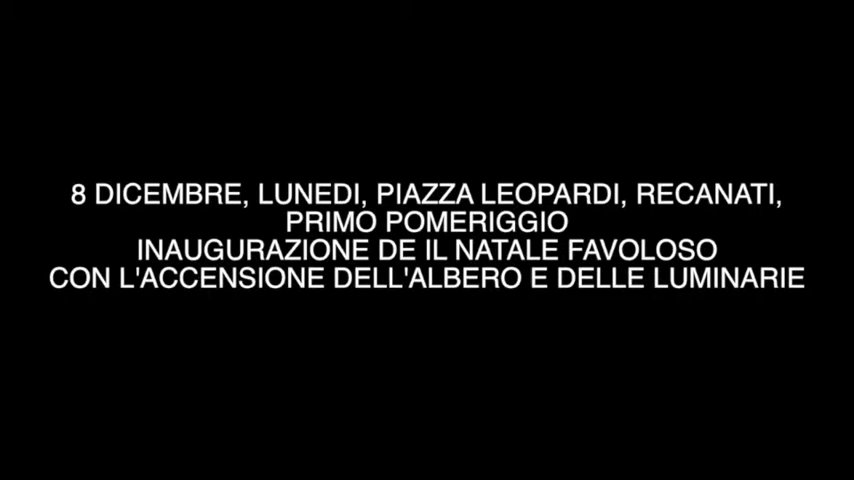 8 DICEMBRE, LUNEDI, PIAZZA LEOPARDI, RECANATI,
PRIMO POMERIGGIO
INAUGURAZIONE DE IL NATALE FAVOLOSO
CON L'ACCENSIONE DELL'ALBERO E DELLE LUMINARIE